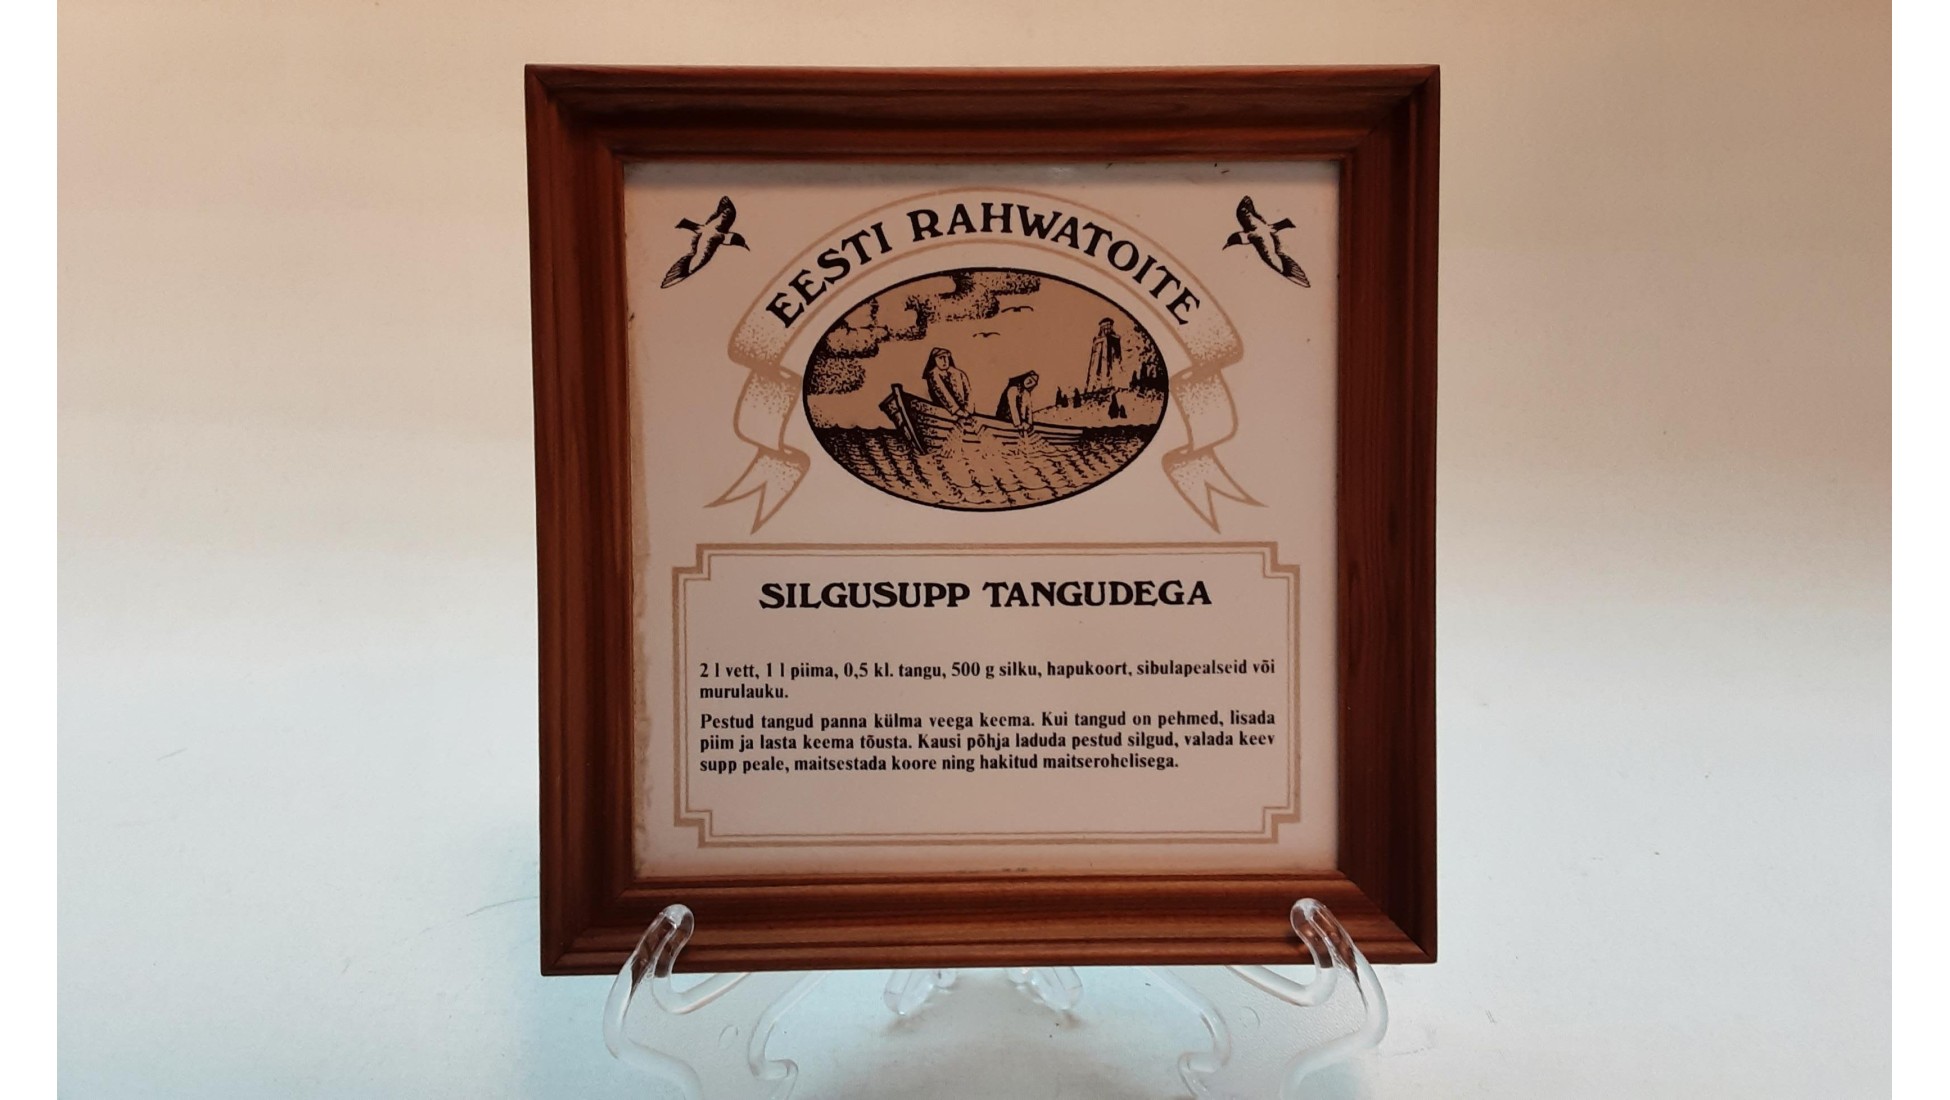 EESTI RAHWATOITE
SILGUSUPP TANGUDEGA
2 l vett, 1 l piima, 0,5 kl. tangu, 500 g silku, hapukoort, sibulapealseid või
murulauku.
Pestud tangud panna külma veega keema. Kui tangud on pehmed, lisada
piim ja lasta keema tõusta. Kausi põhja laduda pestud silgud, valada keev
supp peale, maitsestada koore ning hakitud maitserohelisega.